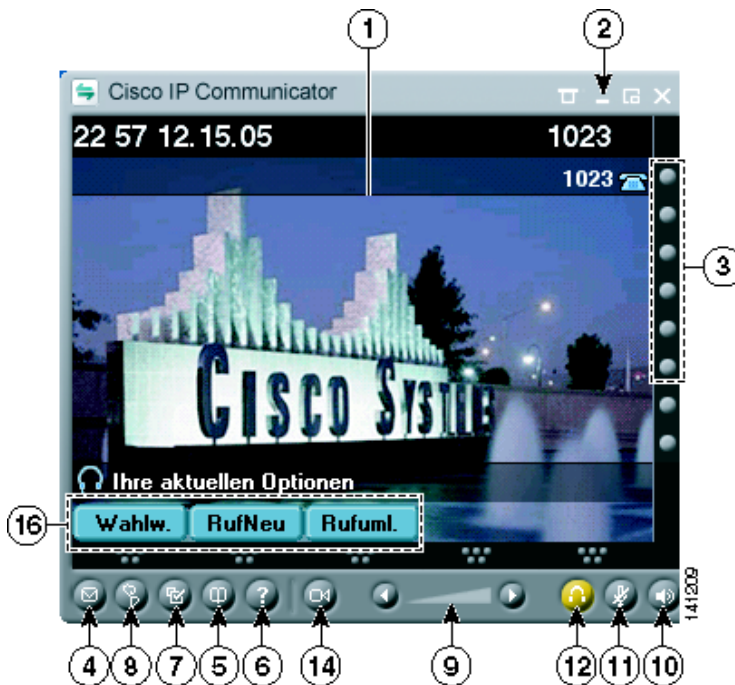 1
2
Cisco IP Communicator
22 57 12.15.05 1023
1023
3
CISCO SYSTEMS
Ihre aktuellen Optionen
16
Wahlw. RufNeu Rufuml.
?
141209
4 8 7 5 6 14 9 12 11 10